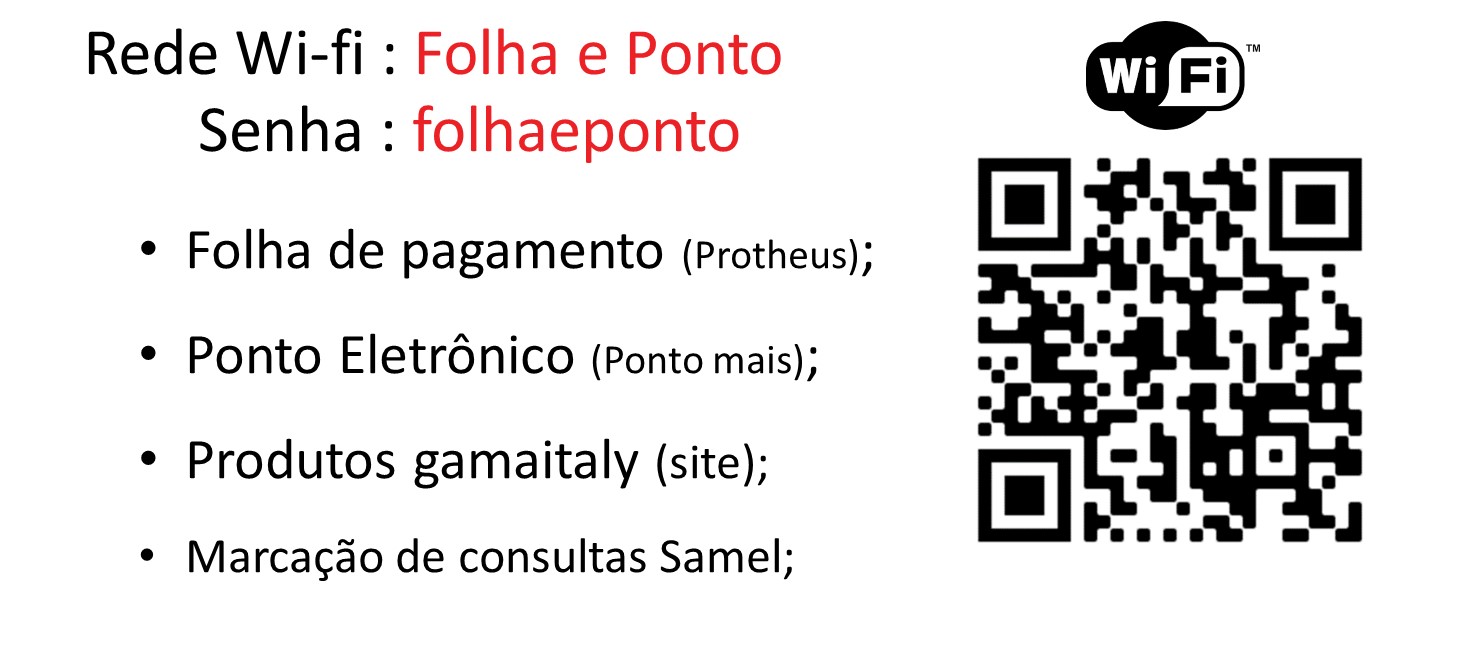 Rede Wi-fi : Folha e Ponto
Senha : folhaeponto
WiFi™
• Folha de pagamento (Protheus);
• Ponto Eletrônico (Ponto mais);
• Produtos gamaitaly (site);
• Marcação de consultas Samel;